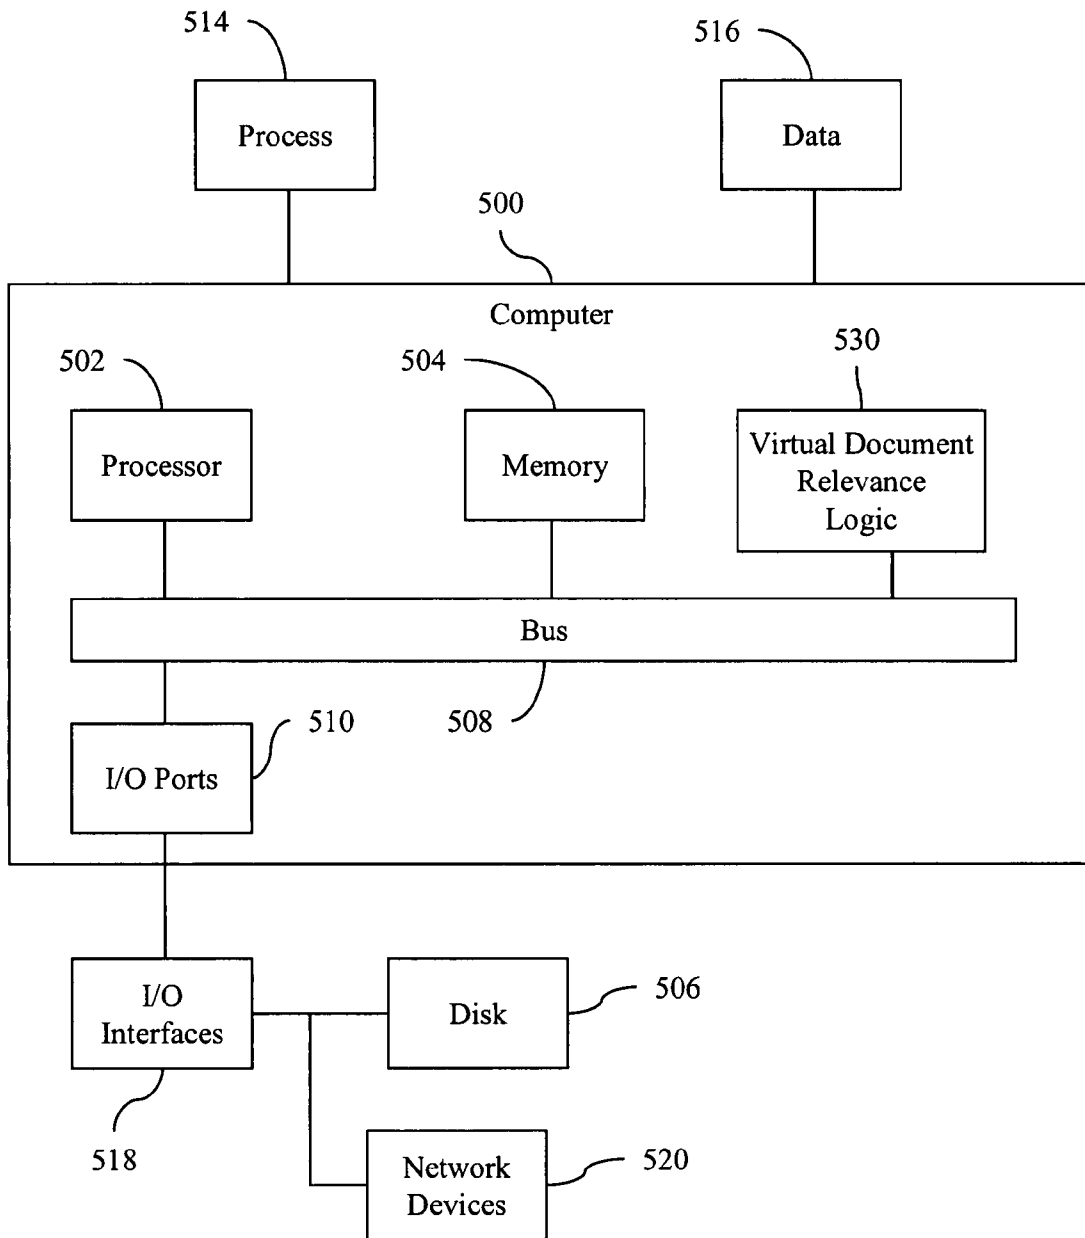 514
516
Process
Data
500
Computer
502
504
530
Processor
Memory
Virtual Document
Relevance
Logic
Bus
510
508
I/O Ports
I/O
Interfaces
Disk
506
518
Network
Devices
520